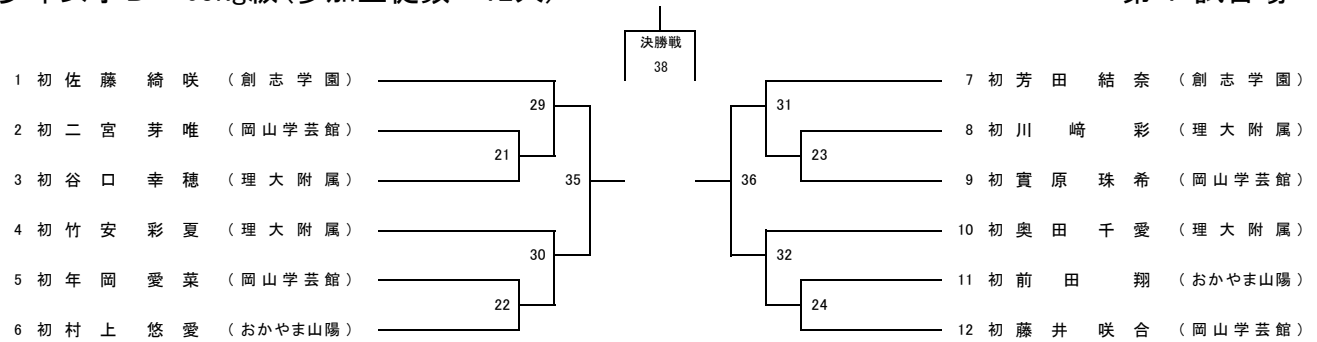 第 1 試合場
決勝戦
38
1 初 佐 藤 綺 咲 （ 創 志 学 園 ）
2 初 二 宮 芽 唯 （ 岡 山 学 芸 館 ）
3 初 谷 口 幸 穂 （ 理 大 附 属 ）
4 初 竹 安 彩 夏 （ 理 大 附 属 ）
5 初 年 岡 愛 菜 （ 岡 山 学 芸 館 ）
6 初 村 上 悠 愛 （ おかやま山陽 ）
29
21
35
30
22
7 初 芳 田 結 奈 （ 創 志 学 園 ）
8 初 川 﨑 彩 （ 理 大 附 属 ）
9 初 實 原 珠 希 （ 岡 山 学 芸 館 ）
10 初 奥 田 千 愛 （ 理 大 附 属 ）
11 初 前 田 翔 （ おかやま山陽 ）
12 初 藤 井 咲 合 （ 岡 山 学 芸 館 ）
31
23
36
32
24